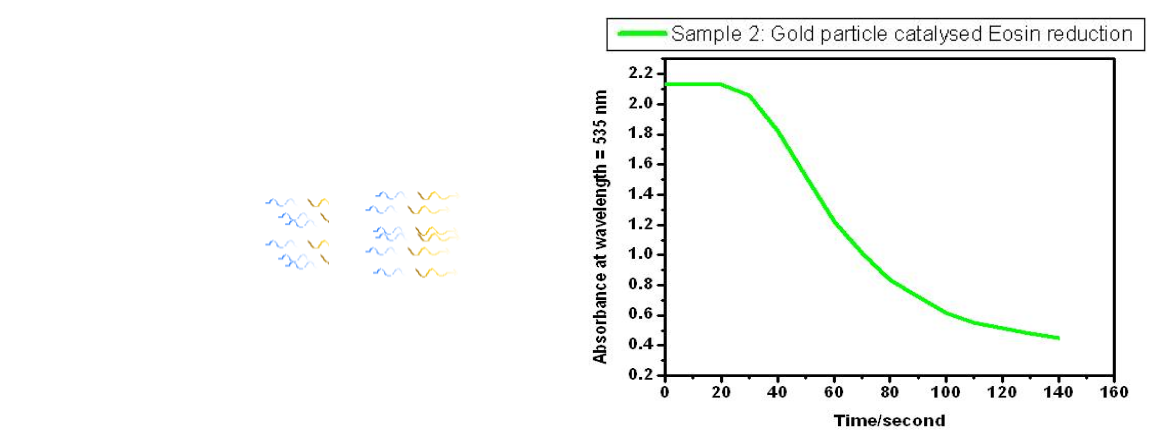 Sample 2: Gold particle catalysed Eosin reduction
Absorbance at wavelength = 535 nm
2.2
2.0
1.8
1.6
1.4
1.2
1.0
0.8
0.6
0.4
0.2
0 20 40 60 80 100 120 140 160
Time/second